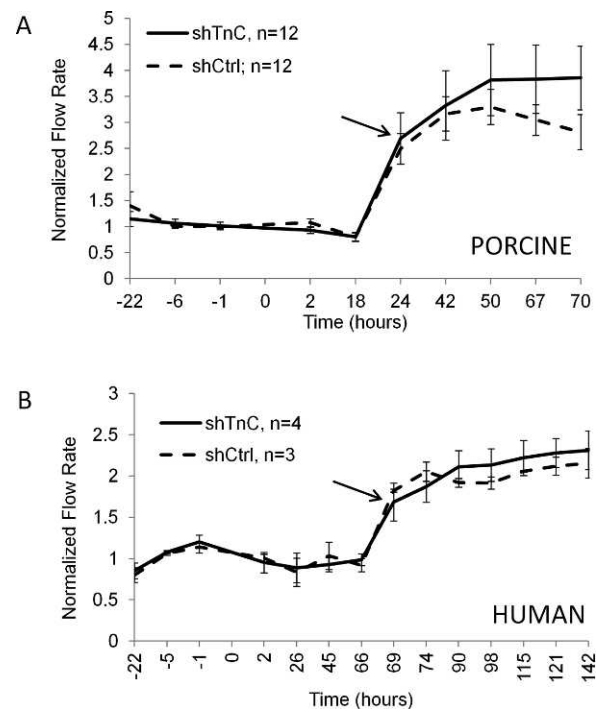 A
shTnC, n=12
shCtrl; n=12
Normalized Flow Rate
5
4.5
4
3.5
3
2.5
2
1.5
1
0.5
0
PORCINE
-22 -6 -1 0 2 18 24 42 50 67 70
Time (hours)
B
shTnC, n=4
shCtrl, n=3
Normalized Flow Rate
3
2.5
2
1.5
1
0.5
0
HUMAN
-22 -5 -1 0 2 26 45 66 69 74 90 98 115 121 142
Time (hours)